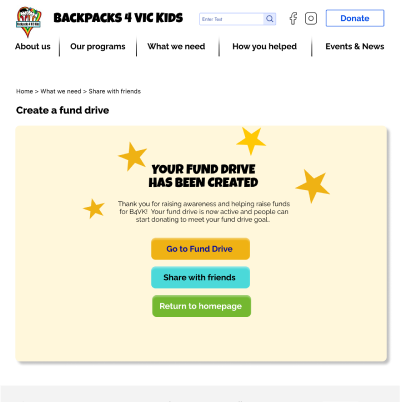 BACKPACKS 4 VIC KIDS
Enter Text
Donate
About us
Our programs
What we need
How you helped
Events & News
Home > What we need > Share with friends
Create a fund drive
YOUR FUND DRIVE
HAS BEEN CREATED
Thank you for raising awareness and helping raise funds
for B4VK! Your fund drive is now active and people can
start donating to meet your fund drive goal.
Go to Fund Drive
Share with friends
Return to homepage